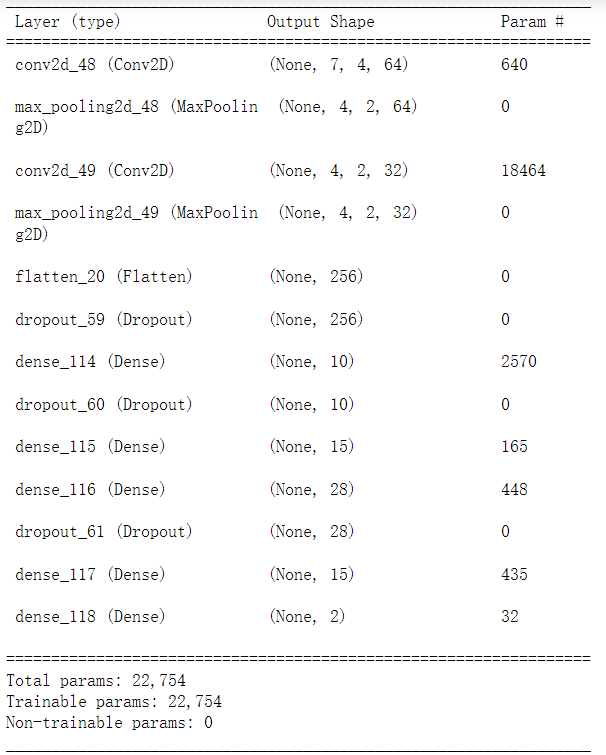 Layer (type) Output Shape Param #
conv2d_48 (Conv2D) (None, 7, 4, 64) 640
max_pooling2d_48 (MaxPoolin (None, 4, 2, 64) 0
g2D)
conv2d_49 (Conv2D) (None, 4, 2, 32) 18464
max_pooling2d_49 (MaxPoolin (None, 4, 2, 32) 0
g2D)
flatten_20 (Flatten) (None, 256) 0
dropout_59 (Dropout) (None, 256) 0
dense_114 (Dense) (None, 10) 2570
dropout_60 (Dropout) (None, 10) 0
dense_115 (Dense) (None, 15) 165
dense_116 (Dense) (None, 28) 448
dropout_61 (Dropout) (None, 28) 0
dense_117 (Dense) (None, 15) 435
dense_118 (Dense) (None, 2) 32
=================================================================
Total params: 22,754
Trainable params: 22,754
Non-trainable params: 0